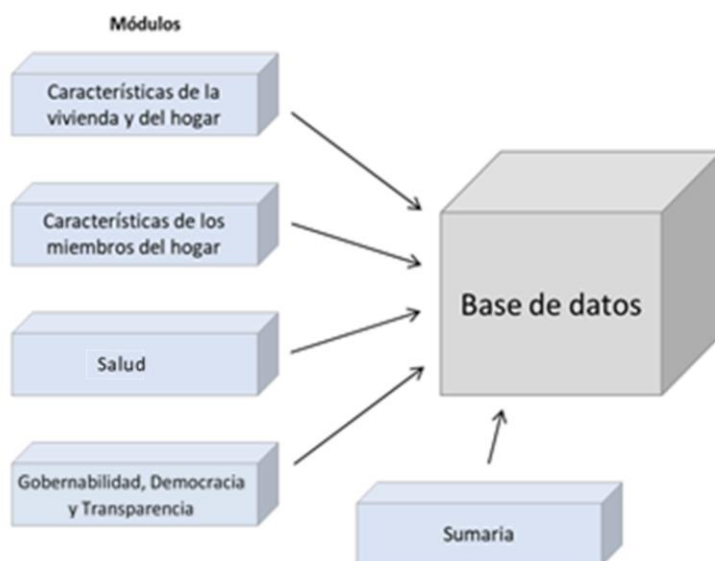 Módulos
Características de la
vivienda y del hogar
Características de los
miembros del hogar
Salud
Gobernabilidad, Democracia
y Transparencia
Base de datos
Sumaria